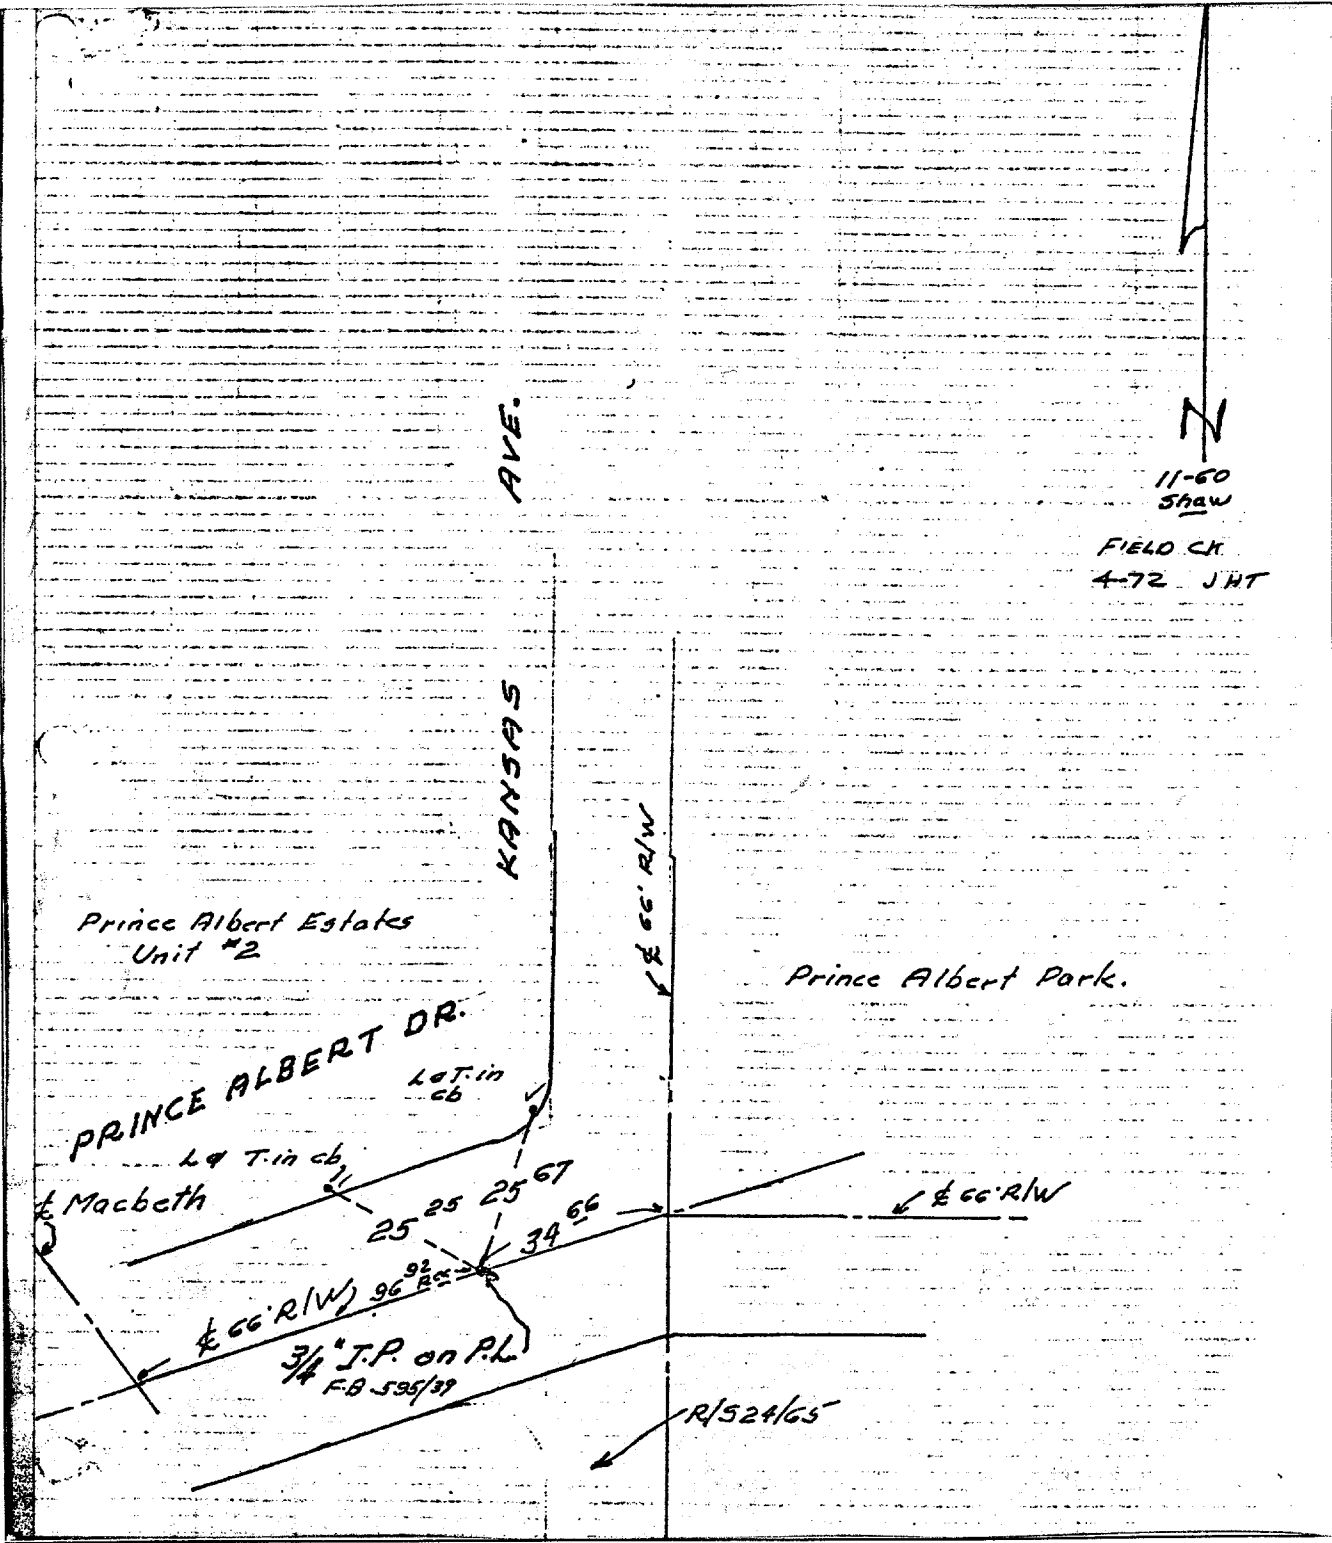 N
11-60
Shaw
FIELD CK
4-72 JHT
KANSAS AVE.
℄ 66' R/W
Prince Albert Estates
Unit #2
Prince Albert Park.
PRINCE ALBERT DR.
L&T. in
cb
L & T. in cb
℄ Macbeth
25 25
25 67
34 66
℄ 66' R/W
℄ 66' R/W
96 92
3/4" I.P. on P.L.
F.B. 595/39
R/S 24/65